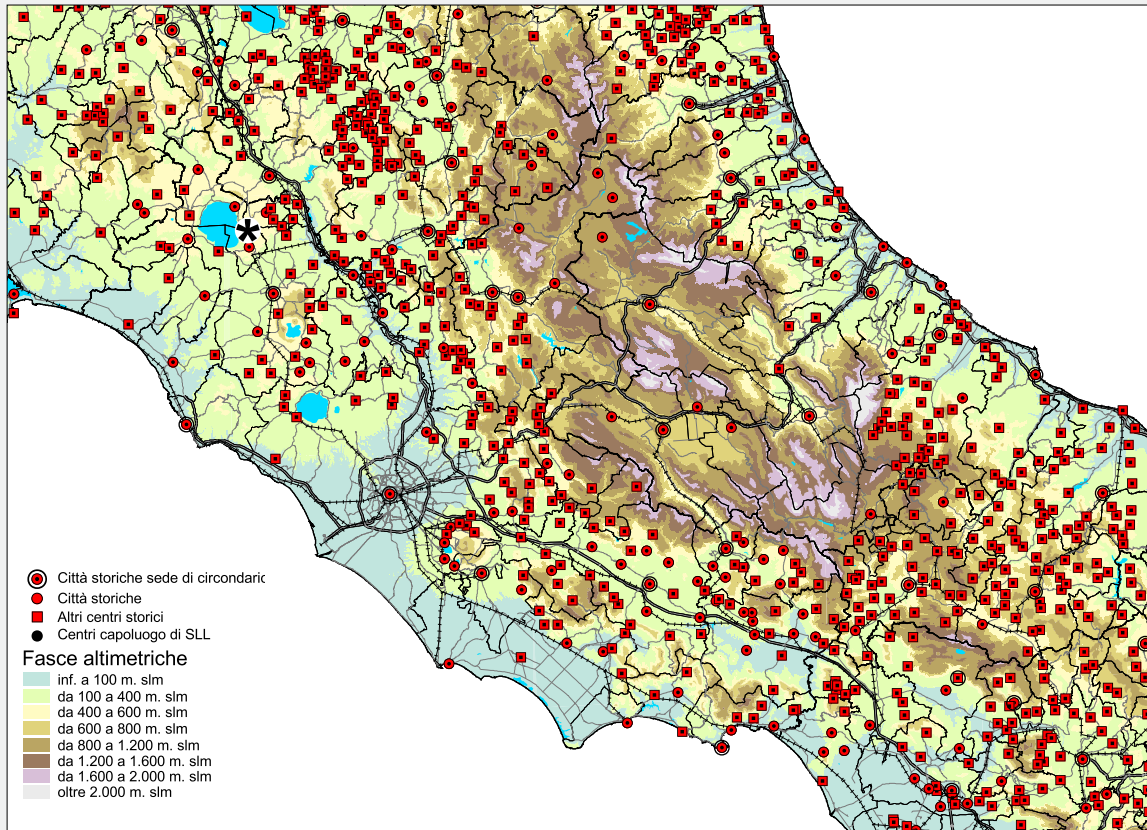 *
Città storiche sede di circondaric
Città storiche
Altri centri storici
Centri capoluogo di SLL
Fasce altimetriche
inf. a 100 m. slm
da 100 a 400 m. slm
da 400 a 600 m. slm
da 600 a 800 m. slm
da 800 a 1.200 m. slm
da 1.200 a 1.600 m. slm
da 1.600 a 2.000 m. slm
oltre 2.000 m. slm